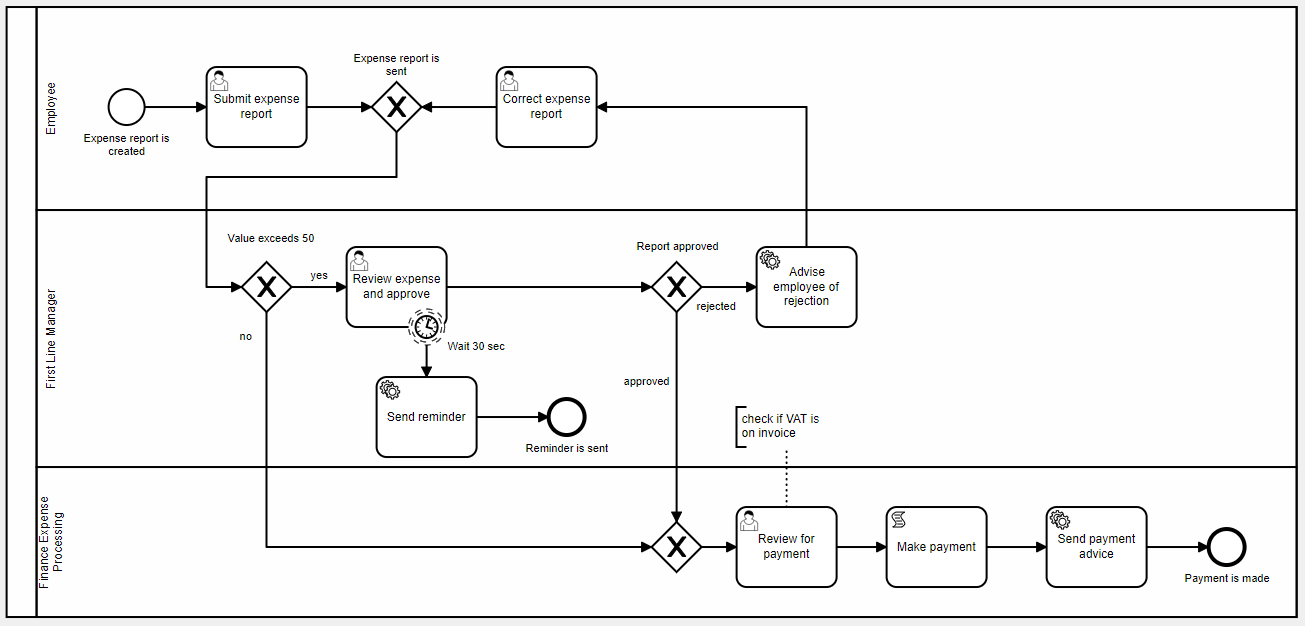 Employee
Expense report is
created
Submit expense
report
Expense report is
sent
Correct expense
report
First Line Manager
Value exceeds 50
yes
no
Review expense
and approve
Wait 30 sec
Send reminder
Reminder is sent
Report approved
rejected
approved
Advise
employee of
rejection
check if VAT is
on invoice
Finance Expense
Processing
Review for
payment
Make payment
Send payment
advice
Payment is made